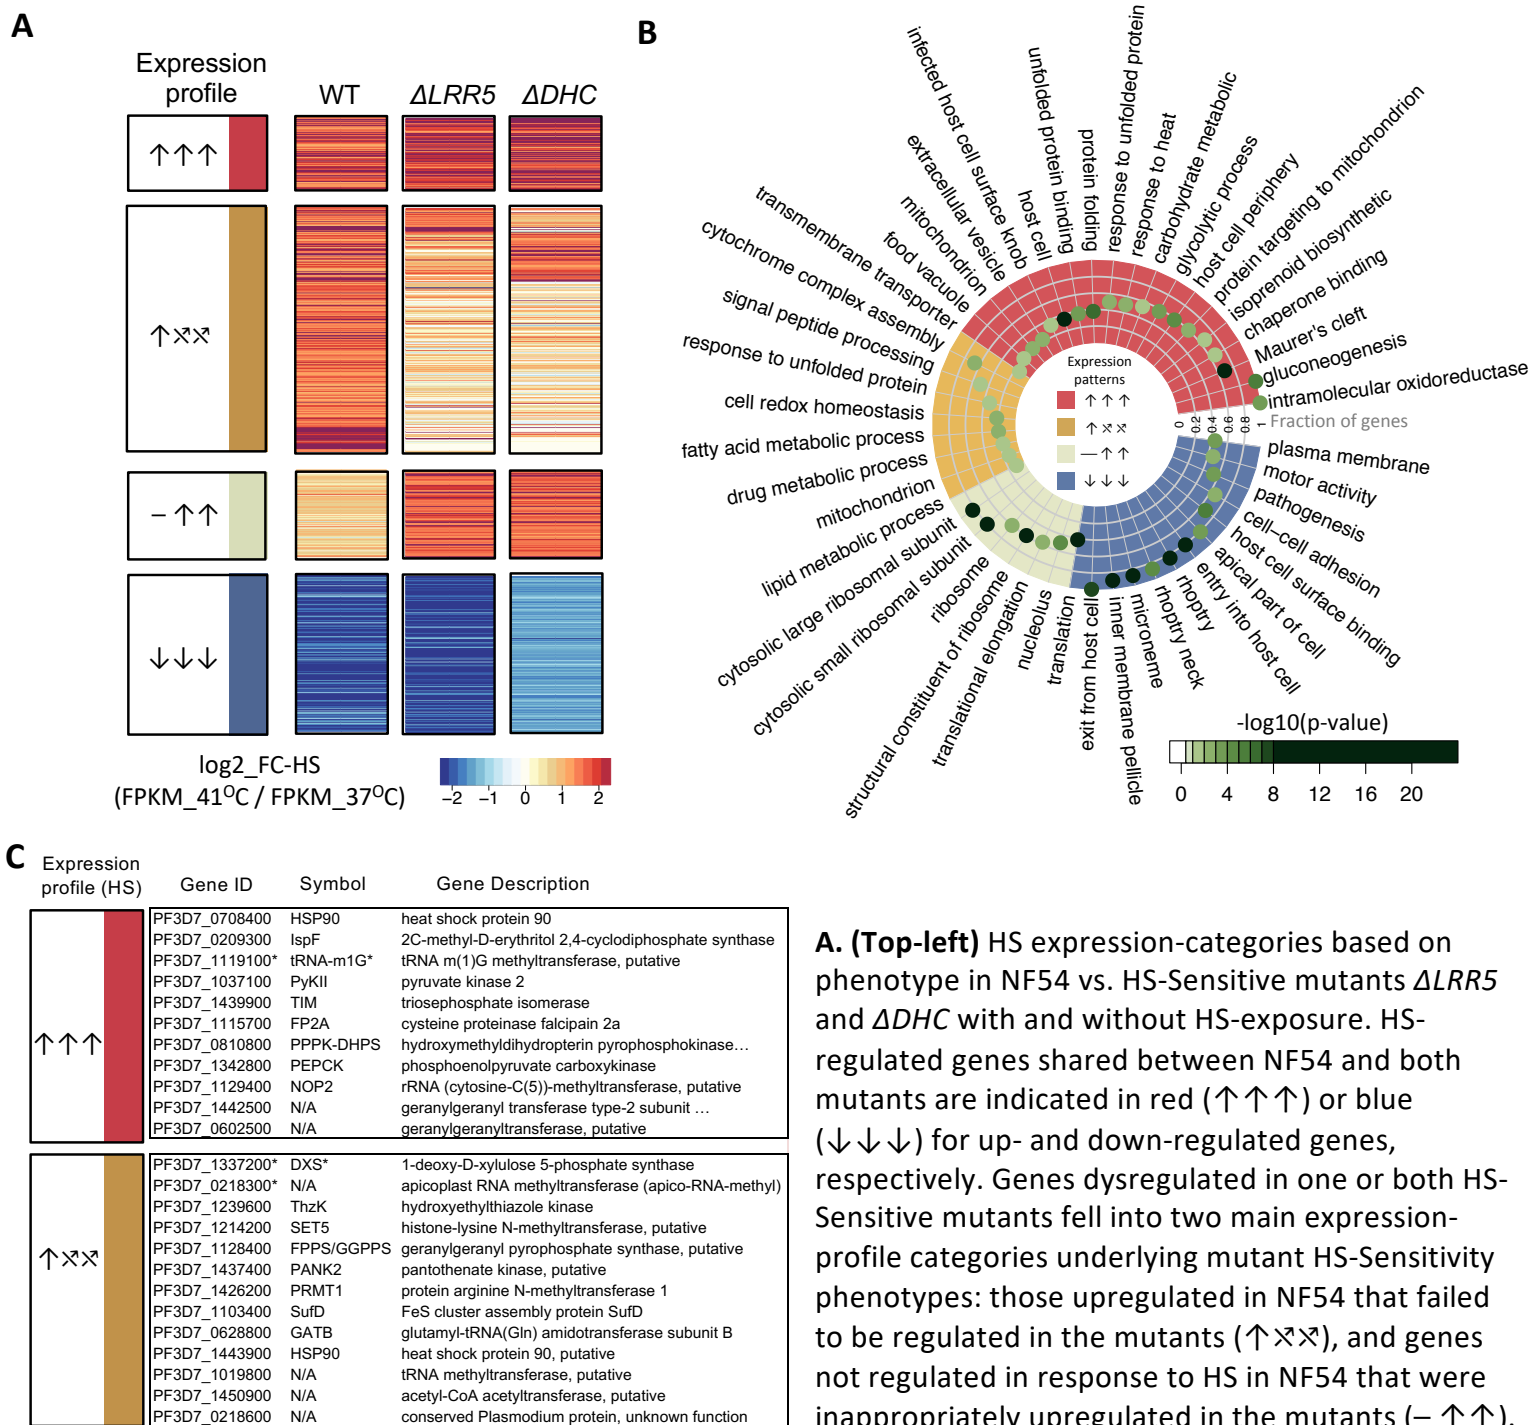 A
Expression
profile
WT
ΔLRR5
ΔDHC
↑↑↑
↑⤯⤯
– ↑↑
↓↓↓
log2_FC-HS
(FPKM_41ᴼC / FPKM_37ᴼC)
−2 −1 0 1 2
B
transmembrane transporter
food vacuole
mitochondrion
extracellular vesicle
infected host cell surface knob
host cell
unfolded protein binding
protein folding
response to unfolded protein
response to heat
carbohydrate metabolic
glycolytic process
host cell periphery
protein targeting to mitochondrion
isoprenoid biosynthetic
chaperone binding
Maurer's cleft
gluconeogenesis
intramolecular oxidoreductase
Fraction of genes
0 0.2 0.4 0.6 0.8 1
plasma membrane
motor activity
pathogenesis
cell–cell adhesion
host cell surface binding
apical part of cell
entry into host cell
rhoptry
rhoptry neck
microneme
inner membrane pellicle
exit from host cell
translation
nucleolus
translational elongation
structural constituent of ribosome
ribosome
cytosolic small ribosomal subunit
cytosolic large ribosomal subunit
lipid metabolic process
mitochondrion
drug metabolic process
fatty acid metabolic process
cell redox homeostasis
response to unfolded protein
signal peptide processing
cytochrome complex assembly
Expression
patterns
↑ ↑ ↑
↑ ⤯ ⤯
— ↑ ↑
↓ ↓ ↓
-log10(p-value)
0 4 8 12 16 20
C
Expression
profile (HS)
Gene ID Symbol Gene Description
↑↑↑
PF3D7_0708400 HSP90 heat shock protein 90
PF3D7_0209300 IspF 2C-methyl-D-erythritol 2,4-cyclodiphosphate synthase
PF3D7_1119100* tRNA-m1G* tRNA m(1)G methyltransferase, putative
PF3D7_1037100 PyKII pyruvate kinase 2
PF3D7_1439900 TIM triosephosphate isomerase
PF3D7_1115700 FP2A cysteine proteinase falcipain 2a
PF3D7_0810800 PPPK-DHPS hydroxymethyldihydropterin pyrophosphokinase…
PF3D7_1342800 PEPCK phosphoenolpyruvate carboxykinase
PF3D7_1129400 NOP2 rRNA (cytosine-C(5))-methyltransferase, putative
PF3D7_1442500 N/A geranylgeranyl transferase type-2 subunit …
PF3D7_0602500 N/A geranylgeranyltransferase, putative
↑⤯⤯
PF3D7_1337200* DXS* 1-deoxy-D-xylulose 5-phosphate synthase
PF3D7_0218300* N/A apicoplast RNA methyltransferase (apico-RNA-methyl)
PF3D7_1239600 ThzK hydroxyethylthiazole kinase
PF3D7_1214200 SET5 histone-lysine N-methyltransferase, putative
PF3D7_1128400 FPPS/GGPPS geranylgeranyl pyrophosphate synthase, putative
PF3D7_1437400 PANK2 pantothenate kinase, putative
PF3D7_1426200 PRMT1 protein arginine N-methyltransferase 1
PF3D7_1103400 SufD FeS cluster assembly protein SufD
PF3D7_0628800 GATB glutamyl-tRNA(Gln) amidotransferase subunit B
PF3D7_1443900 HSP90 heat shock protein 90, putative
PF3D7_1019800 N/A tRNA methyltransferase, putative
PF3D7_1450900 N/A acetyl-CoA acetyltransferase, putative
PF3D7_0218600 N/A conserved Plasmodium protein, unknown function
A. (Top-left) HS expression-categories based on
phenotype in NF54 vs. HS-Sensitive mutants ΔLRR5
and ΔDHC with and without HS-exposure. HS-
regulated genes shared between NF54 and both
mutants are indicated in red (↑↑↑) or blue
(↓↓↓) for up- and down-regulated genes,
respectively. Genes dysregulated in one or both HS-
Sensitive mutants fell into two main expression-
profile categories underlying mutant HS-Sensitivity
phenotypes: those upregulated in NF54 that failed
to be regulated in the mutants (↑⤯⤯), and genes
not regulated in response to HS in NF54 that were
inappropriately upregulated in the mutants (– ↑↑).